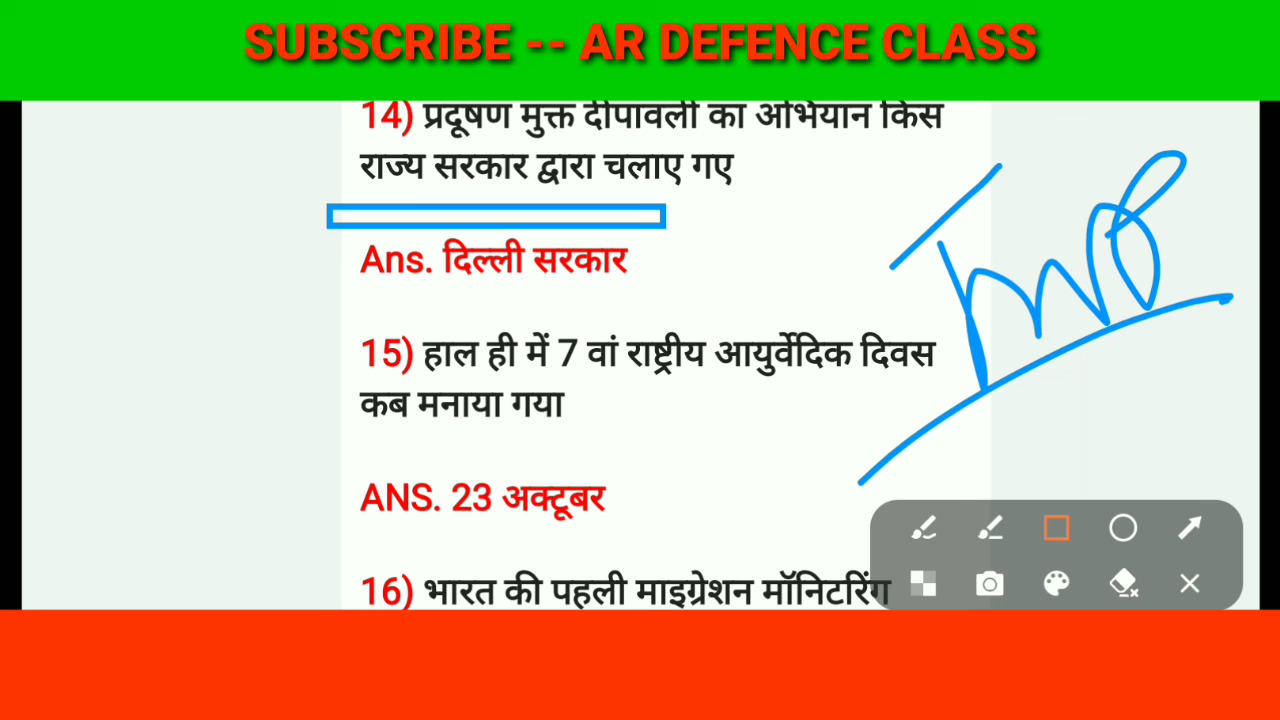 SUBSCRIBE -- AR DEFENCE CLASS
14) प्रदूषण मुक्त दीपावली का अभियान किस
राज्य सरकार द्वारा चलाए गए
Ans. दिल्ली सरकार
Imp
15) हाल ही में 7 वां राष्ट्रीय आयुर्वेदिक दिवस
कब मनाया गया
ANS. 23 अक्टूबर
16) भारत की पहली माइग्रेशन मॉनिटरिंग